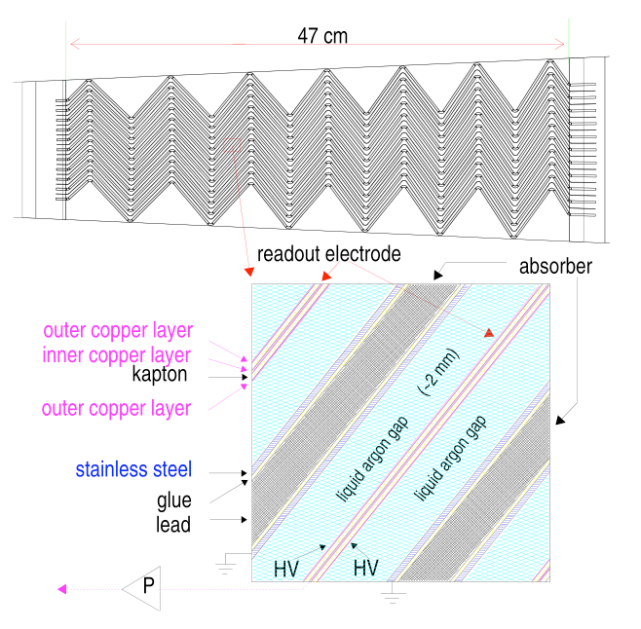 47 cm
readout electrode
absorber
outer copper layer
inner copper layer
kapton
outer copper layer
(~2 mm)
liquid argon gap
liquid argon gap
stainless steel
glue
lead
HV
HV
P